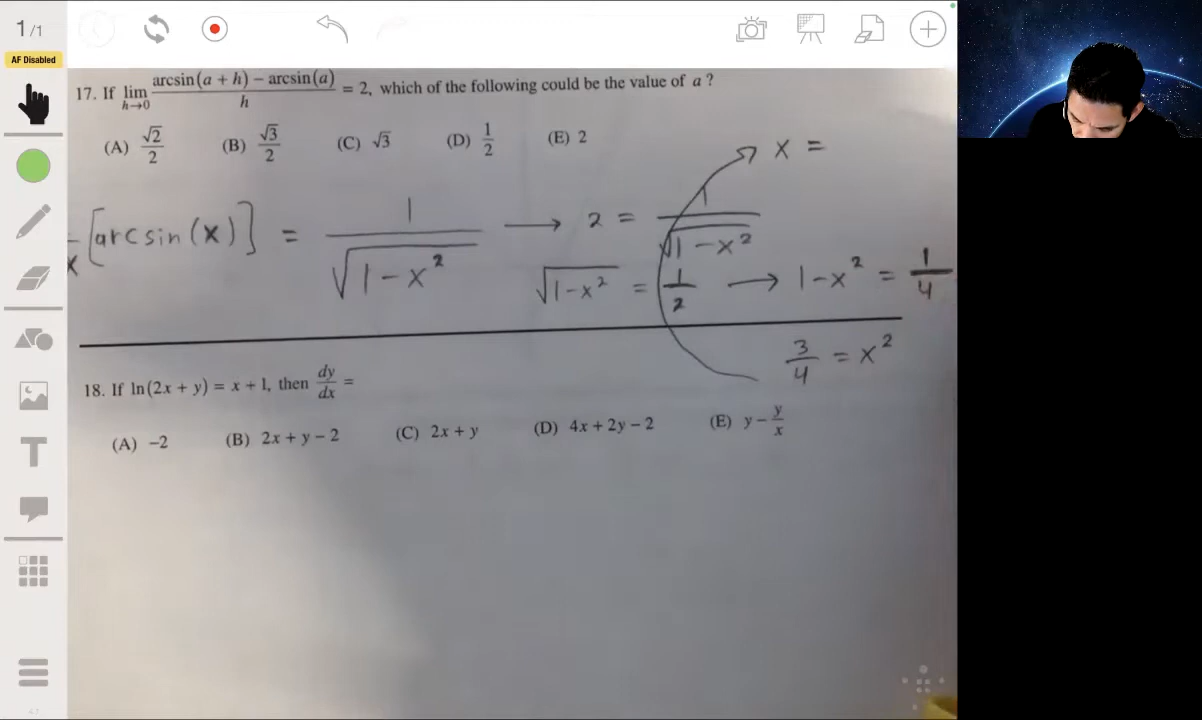 1/1
AF Disabled
T
17. If lim h→0 (arcsin(a + h) − arcsin(a))/h = 2, which of the following could be the value of a ?
(A) √2/2 (B) √3/2 (C) √3 (D) 1/2 (E) 2
x =
x [arcsin(x)] = 1/√(1−x²) → 2 = 1/√(1−x²)
√(1−x²) = 1/2 → 1−x² = 1/4
3/4 = x²
18. If ln(2x + y) = x + 1, then dy/dx =
(A) −2 (B) 2x + y − 2 (C) 2x + y (D) 4x + 2y − 2 (E) y − y/x